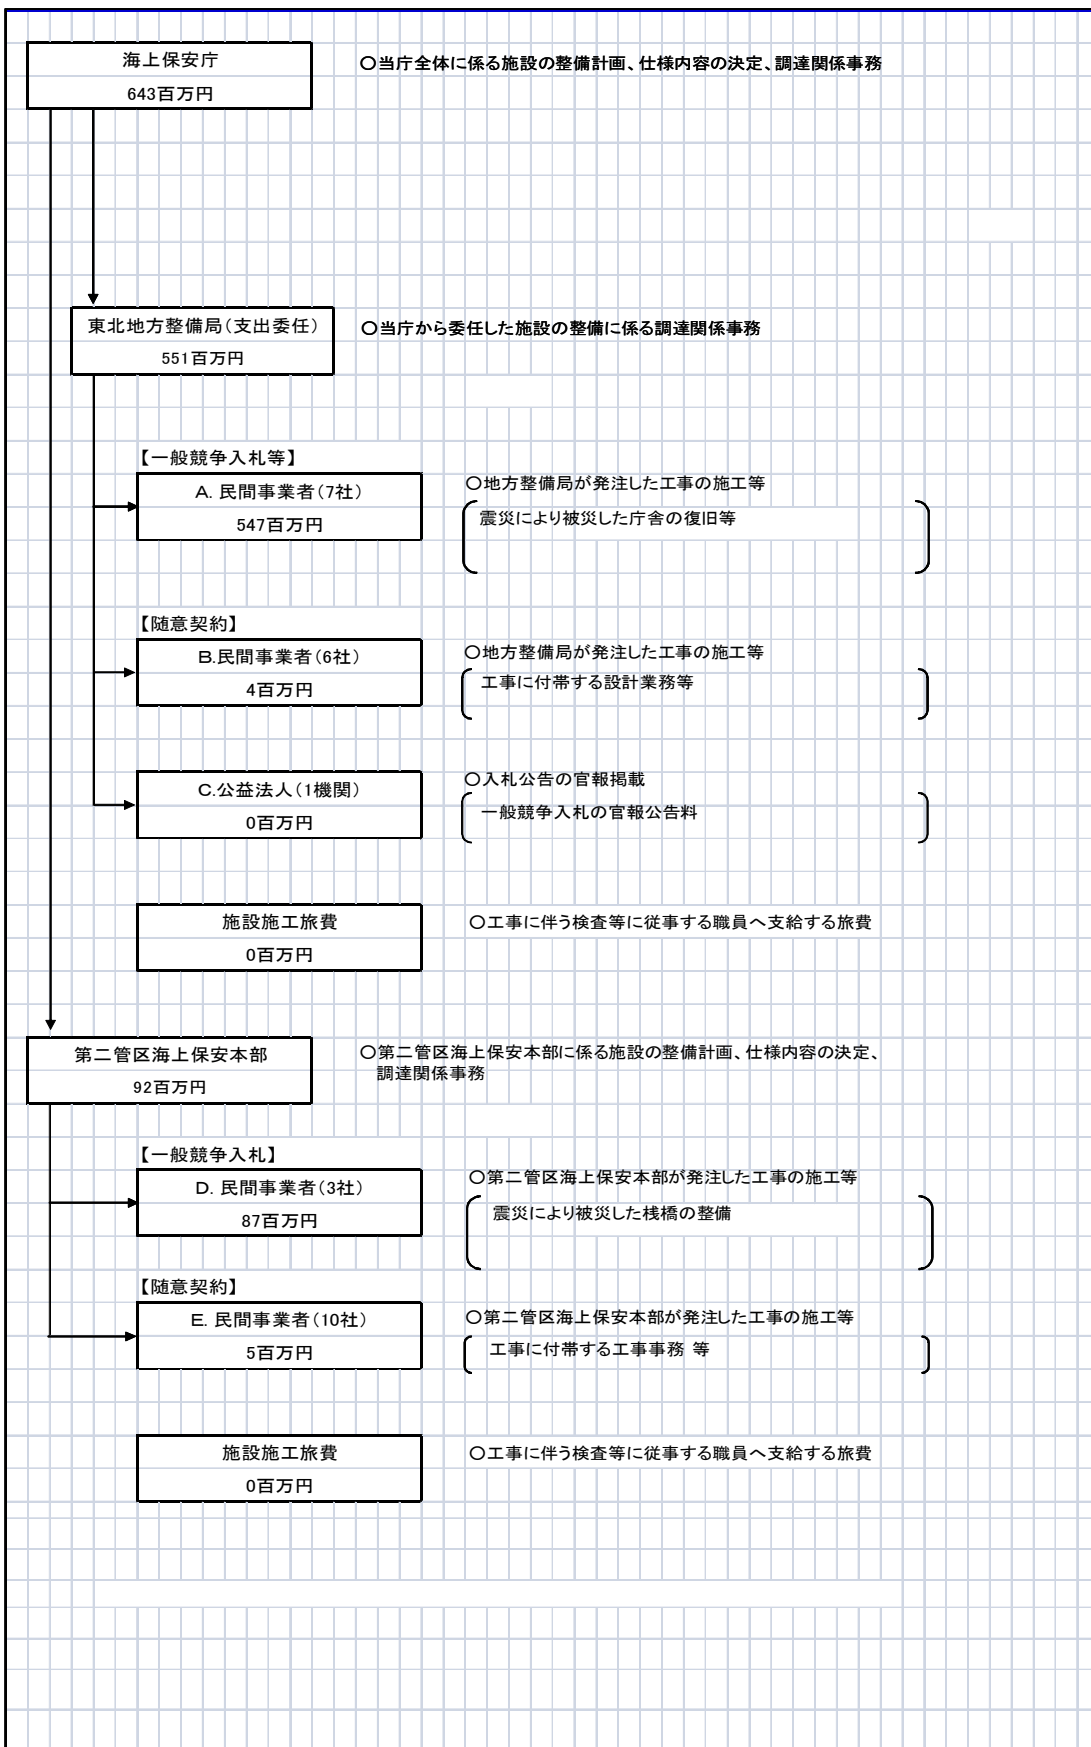 海上保安庁
643百万円
○当庁全体に係る施設の整備計画、仕様内容の決定、調達関係事務
東北地方整備局（支出委任）
551百万円
○当庁から委任した施設の整備に係る調達関係事務
【一般競争入札等】
A. 民間事業者（7社）
547百万円
○地方整備局が発注した工事の施工等
震災により被災した庁舎の復旧等
【随意契約】
B.民間事業者（6社）
4百万円
○地方整備局が発注した工事の施工等
工事に付帯する設計業務等
C.公益法人（1機関）
0百万円
○入札公告の官報掲載
一般競争入札の官報公告料
施設施工旅費
0百万円
○工事に伴う検査等に従事する職員へ支給する旅費
第二管区海上保安本部
92百万円
○第二管区海上保安本部に係る施設の整備計画、仕様内容の決定、
調達関係事務
【一般競争入札】
D. 民間事業者（3社）
87百万円
○第二管区海上保安本部が発注した工事の施工等
震災により被災した桟橋の整備
【随意契約】
E. 民間事業者（10社）
5百万円
○第二管区海上保安本部が発注した工事の施工等
工事に付帯する工事事務 等
施設施工旅費
0百万円
○工事に伴う検査等に従事する職員へ支給する旅費